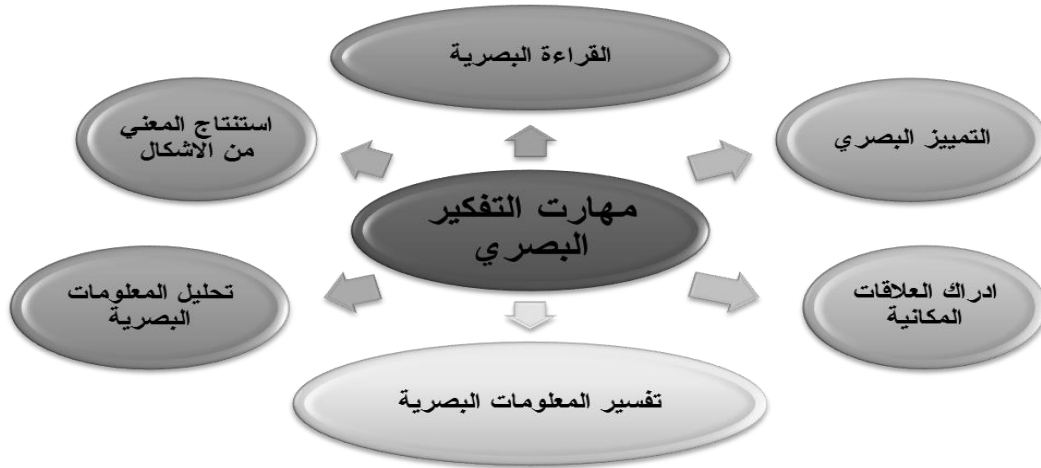 القراءة البصرية
التمييز البصري
استنتاج المعني
من الاشكال
مهارت التفكير
البصري
ادراك العلاقات
المكانية
تحليل المعلومات
البصرية
تفسير المعلومات البصرية